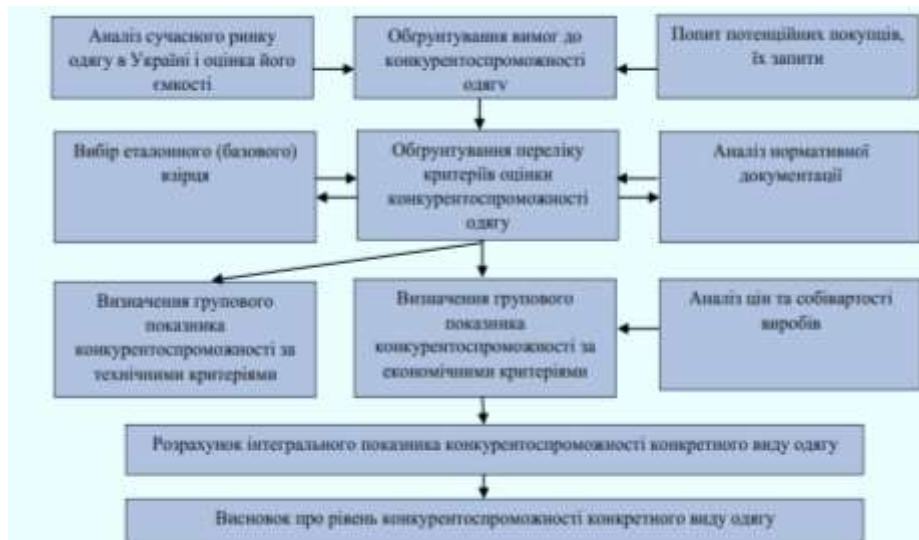 Аналіз сучасного ринку
одягу в Україні і оцінка його
ємкості
Обґрунтування вимог до
конкурентоспроможності
одягу
Попит потенційних покупців,
їх запити
Вибір еталонного (базового)
взірця
Обґрунтування переліку
критеріїв оцінки
конкурентоспроможності
одягу
Аналіз нормативної
документації
Визначення групового
показника
конкурентоспроможності за
технічними критеріями
Визначення групового
показника
конкурентоспроможності за
економічними критеріями
Аналіз цін та собівартості
виробів
Розрахунок інтегрального показника конкурентоспроможності конкретного виду одягу
Висновок про рівень конкурентоспроможності конкретного виду одягу